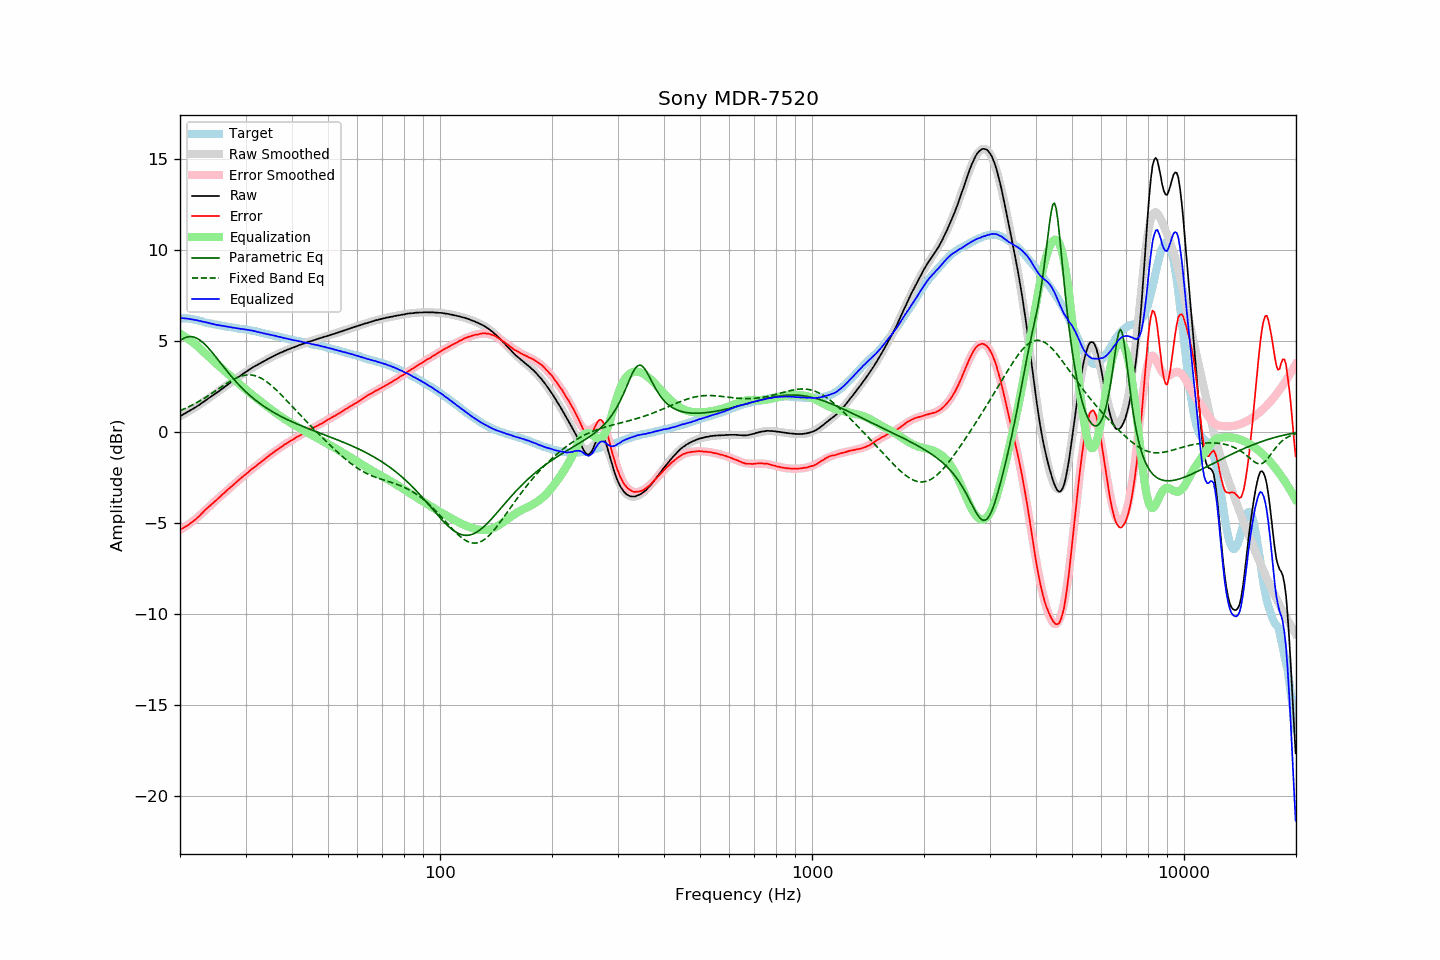 Sony MDR-7520
Target
Raw Smoothed
Error Smoothed
Raw
Error
Equalization
Parametric Eq
Fixed Band Eq
Equalized
15
10
5
0
−5
−10
−15
−20
Amplitude (dBr)
100
1000
10000
Frequency (Hz)